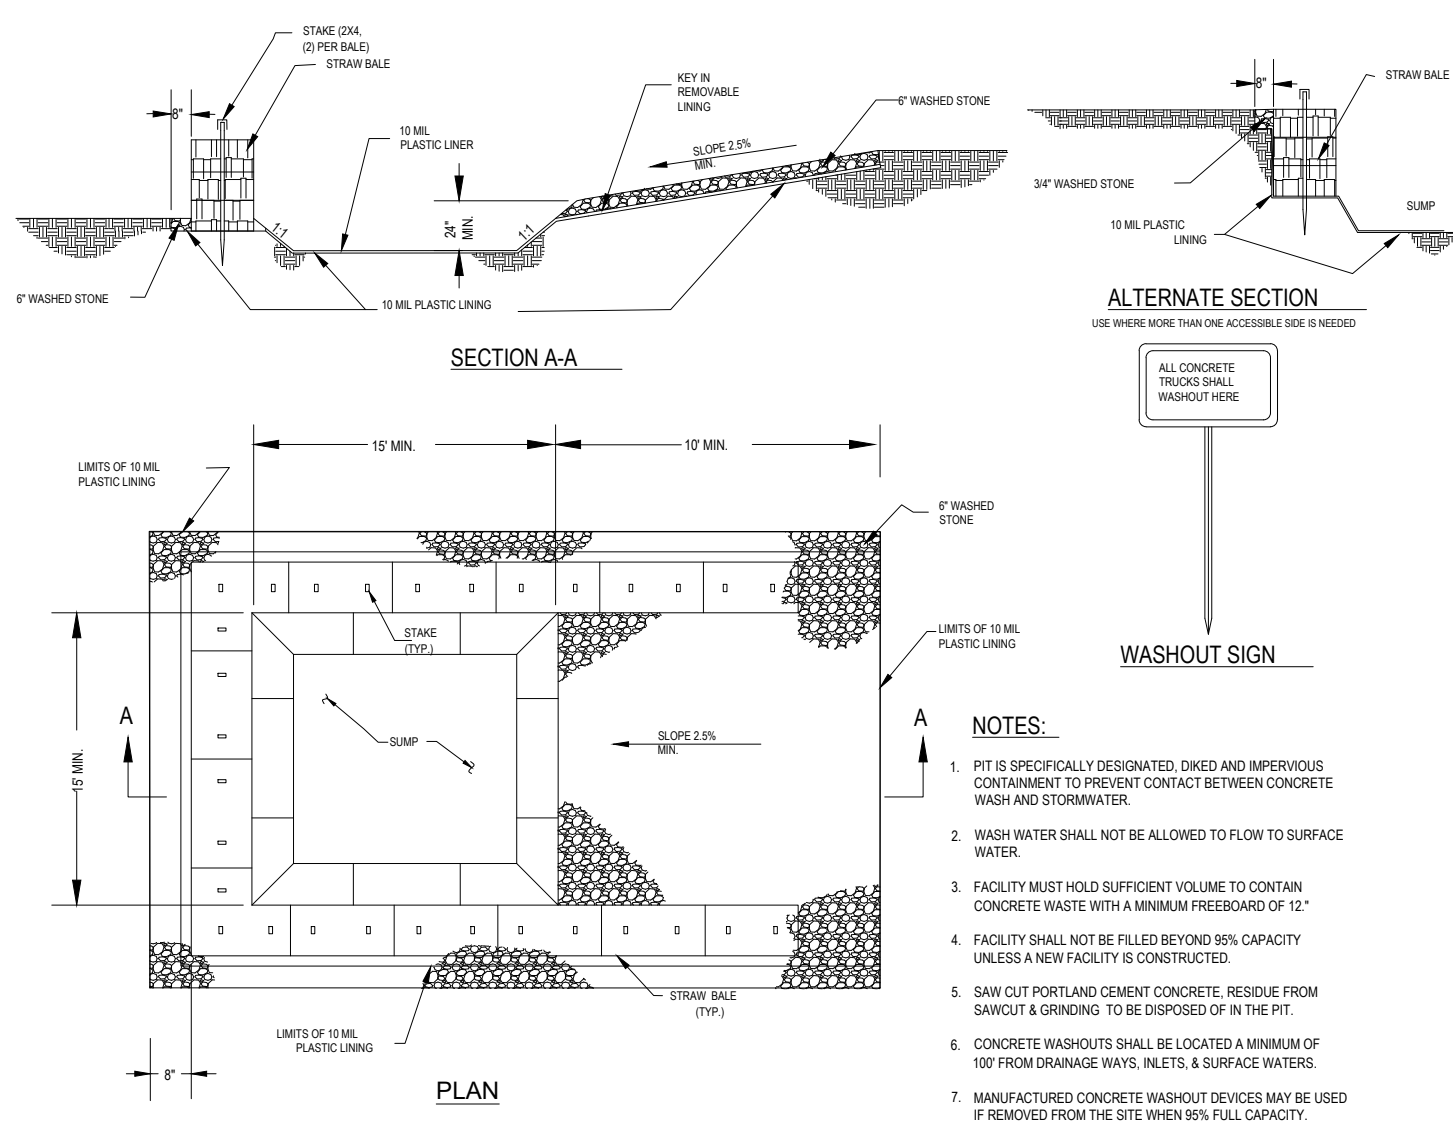 STAKE (2X4,
(2) PER BALE)
STRAW BALE
8"
10 MIL
PLASTIC LINER
KEY IN
REMOVABLE
LINING
6" WASHED STONE
SLOPE 2.5%
MIN.
24"
MIN.
1:1
1:1
6" WASHED STONE
10 MIL PLASTIC LINING
SECTION A-A
8"
STRAW BALE
3/4" WASHED STONE
10 MIL PLASTIC
LINING
SUMP
ALTERNATE SECTION
USE WHERE MORE THAN ONE ACCESSIBLE SIDE IS NEEDED
ALL CONCRETE
TRUCKS SHALL
WASHOUT HERE
WASHOUT SIGN
15' MIN.
10' MIN.
LIMITS OF 10 MIL
PLASTIC LINING
6" WASHED
STONE
STAKE
(TYP.)
LIMITS OF 10 MIL
PLASTIC LINING
A
A
15' MIN.
SUMP
SLOPE 2.5%
MIN.
STRAW BALE
(TYP.)
LIMITS OF 10 MIL
PLASTIC LINING
8"
PLAN
NOTES:
1. PIT IS SPECIFICALLY DESIGNATED, DIKED AND IMPERVIOUS
CONTAINMENT TO PREVENT CONTACT BETWEEN CONCRETE
WASH AND STORMWATER.
2. WASH WATER SHALL NOT BE ALLOWED TO FLOW TO SURFACE
WATER.
3. FACILITY MUST HOLD SUFFICIENT VOLUME TO CONTAIN
CONCRETE WASTE WITH A MINIMUM FREEBOARD OF 12."
4. FACILITY SHALL NOT BE FILLED BEYOND 95% CAPACITY
UNLESS A NEW FACILITY IS CONSTRUCTED.
5. SAW CUT PORTLAND CEMENT CONCRETE, RESIDUE FROM
SAWCUT & GRINDING TO BE DISPOSED OF IN THE PIT.
6. CONCRETE WASHOUTS SHALL BE LOCATED A MINIMUM OF
100' FROM DRAINAGE WAYS, INLETS, & SURFACE WATERS.
7. MANUFACTURED CONCRETE WASHOUT DEVICES MAY BE USED
IF REMOVED FROM THE SITE WHEN 95% FULL CAPACITY.